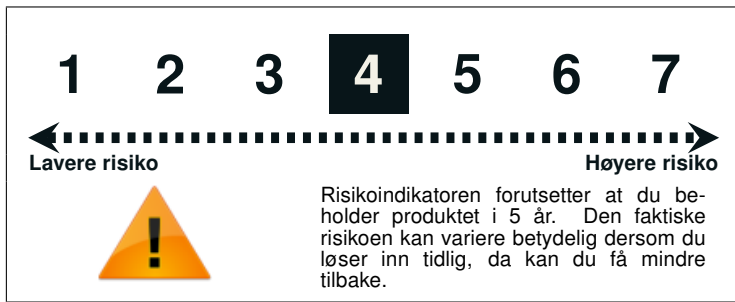 1 2 3 4 5 6 7
Lavere risiko Høyere risiko
!
Risikoindikatoren forutsetter at du be-
holder produktet i 5 år. Den faktiske
risikoen kan variere betydelig dersom du
løser inn tidlig, da kan du få mindre
tilbake.